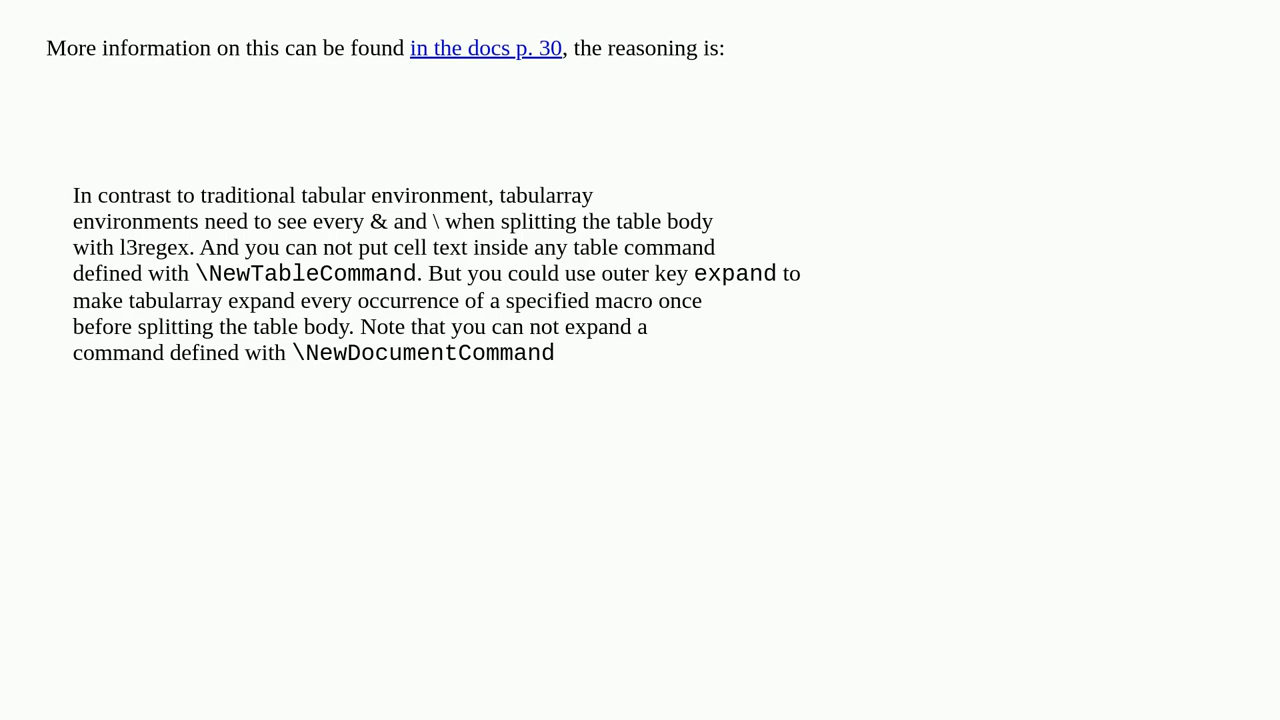 More information on this can be found in the docs p. 30, the reasoning is:
In contrast to traditional tabular environment, tabularray
environments need to see every & and \ when splitting the table body
with l3regex. And you can not put cell text inside any table command
defined with \NewTableCommand. But you could use outer key expand to
make tabularray expand every occurrence of a specified macro once
before splitting the table body. Note that you can not expand a
command defined with \NewDocumentCommand